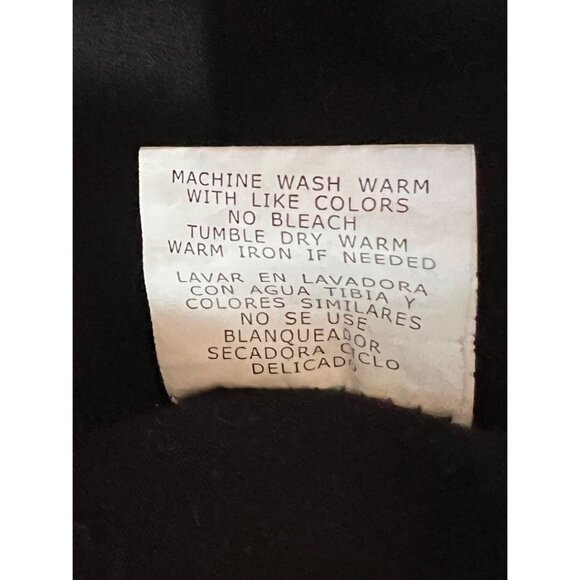 MACHINE WASH WARM
WITH LIKE COLORS
NO BLEACH
TUMBLE DRY WARM
WARM IRON IF NEEDED
LAVAR EN LAVADORA
CON AGUA TIBIA Y
COLORES SIMILARES
NO SE USE
BLANQUEADOR
SECADORA CICLO
DELICADO